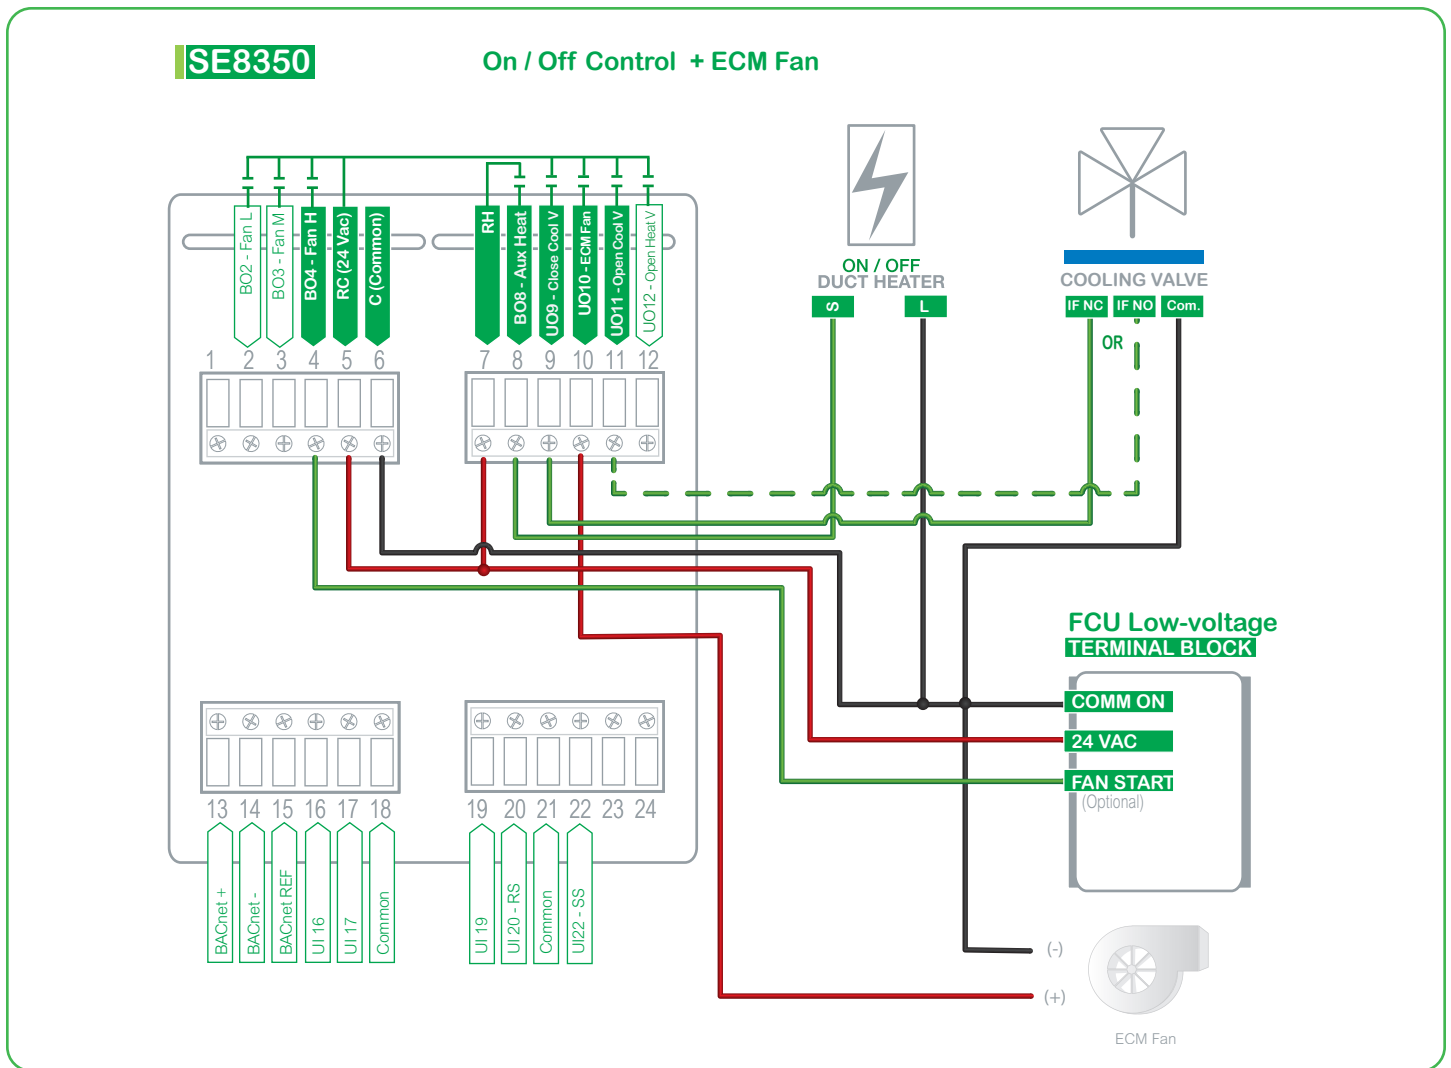 SE8350
On / Off Control + ECM Fan
BO2 - Fan L
BO3 - Fan M
BO4 - Fan H
RC (24 Vac)
C (Common)
RH
BO8 - Aux Heat
UO9 - Close Cool V
UO10 - ECM Fan
UO11 - Open Cool V
UO12 - Open Heat V
1 2 3 4 5 6
7 8 9 10 11 12
ON / OFF
DUCT HEATER
S L
COOLING VALVE
IF NC IF NO Com.
OR
FCU Low-voltage
TERMINAL BLOCK
COMM ON
24 VAC
FAN START
(Optional)
13 14 15 16 17 18
19 20 21 22 23 24
BACnet +
BACnet -
BACnet REF
UI 16
UI 17
Common
UI 19
UI 20 - RS
Common
UI22 - SS
(-)
(+)
ECM Fan